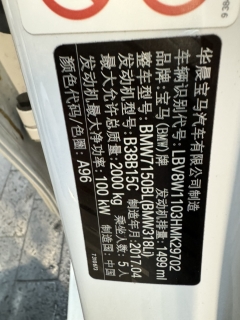 华晨宝马汽车有限公司制造
车辆识别代号: LBV8W1103HMK29702
品牌: 宝马 (BMW) 牌 发动机排量: 1499 ml
整车型号: BMW7150BL(BMW318Li) 乘坐人数: 5人
发动机型号: B38B15C 制造年月: 2017.04
最大允许总质量: 2000 kg 制造国: 中国
发动机最大净功率: 100 kW
颜色代码/色圈: A96